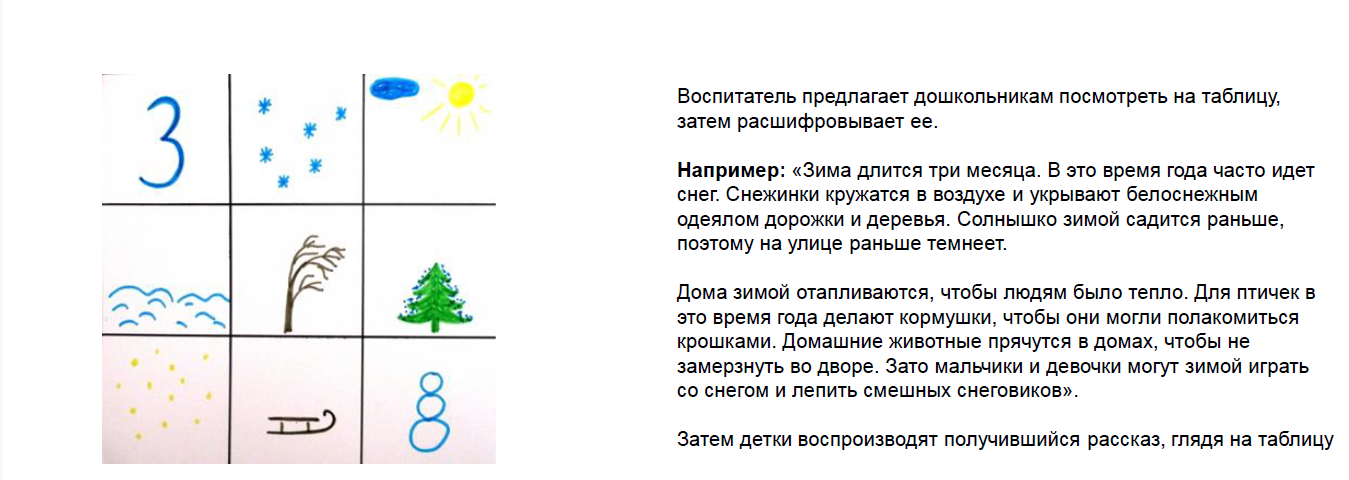 3
Воспитатель предлагает дошкольникам посмотреть на таблицу,
затем расшифровывает ее.
Например: «Зима длится три месяца. В это время года часто идет
снег. Снежинки кружатся в воздухе и укрывают белоснежным
одеялом дорожки и деревья. Солнышко зимой садится раньше,
поэтому на улице раньше темнеет.
Дома зимой отапливаются, чтобы людям было тепло. Для птичек в
это время года делают кормушки, чтобы они могли полакомиться
крошками. Домашние животные прячутся в домах, чтобы не
замерзнуть во дворе. Зато мальчики и девочки могут зимой играть
со снегом и лепить смешных снеговиков».
Затем детки воспроизводят получившийся рассказ, глядя на таблицу